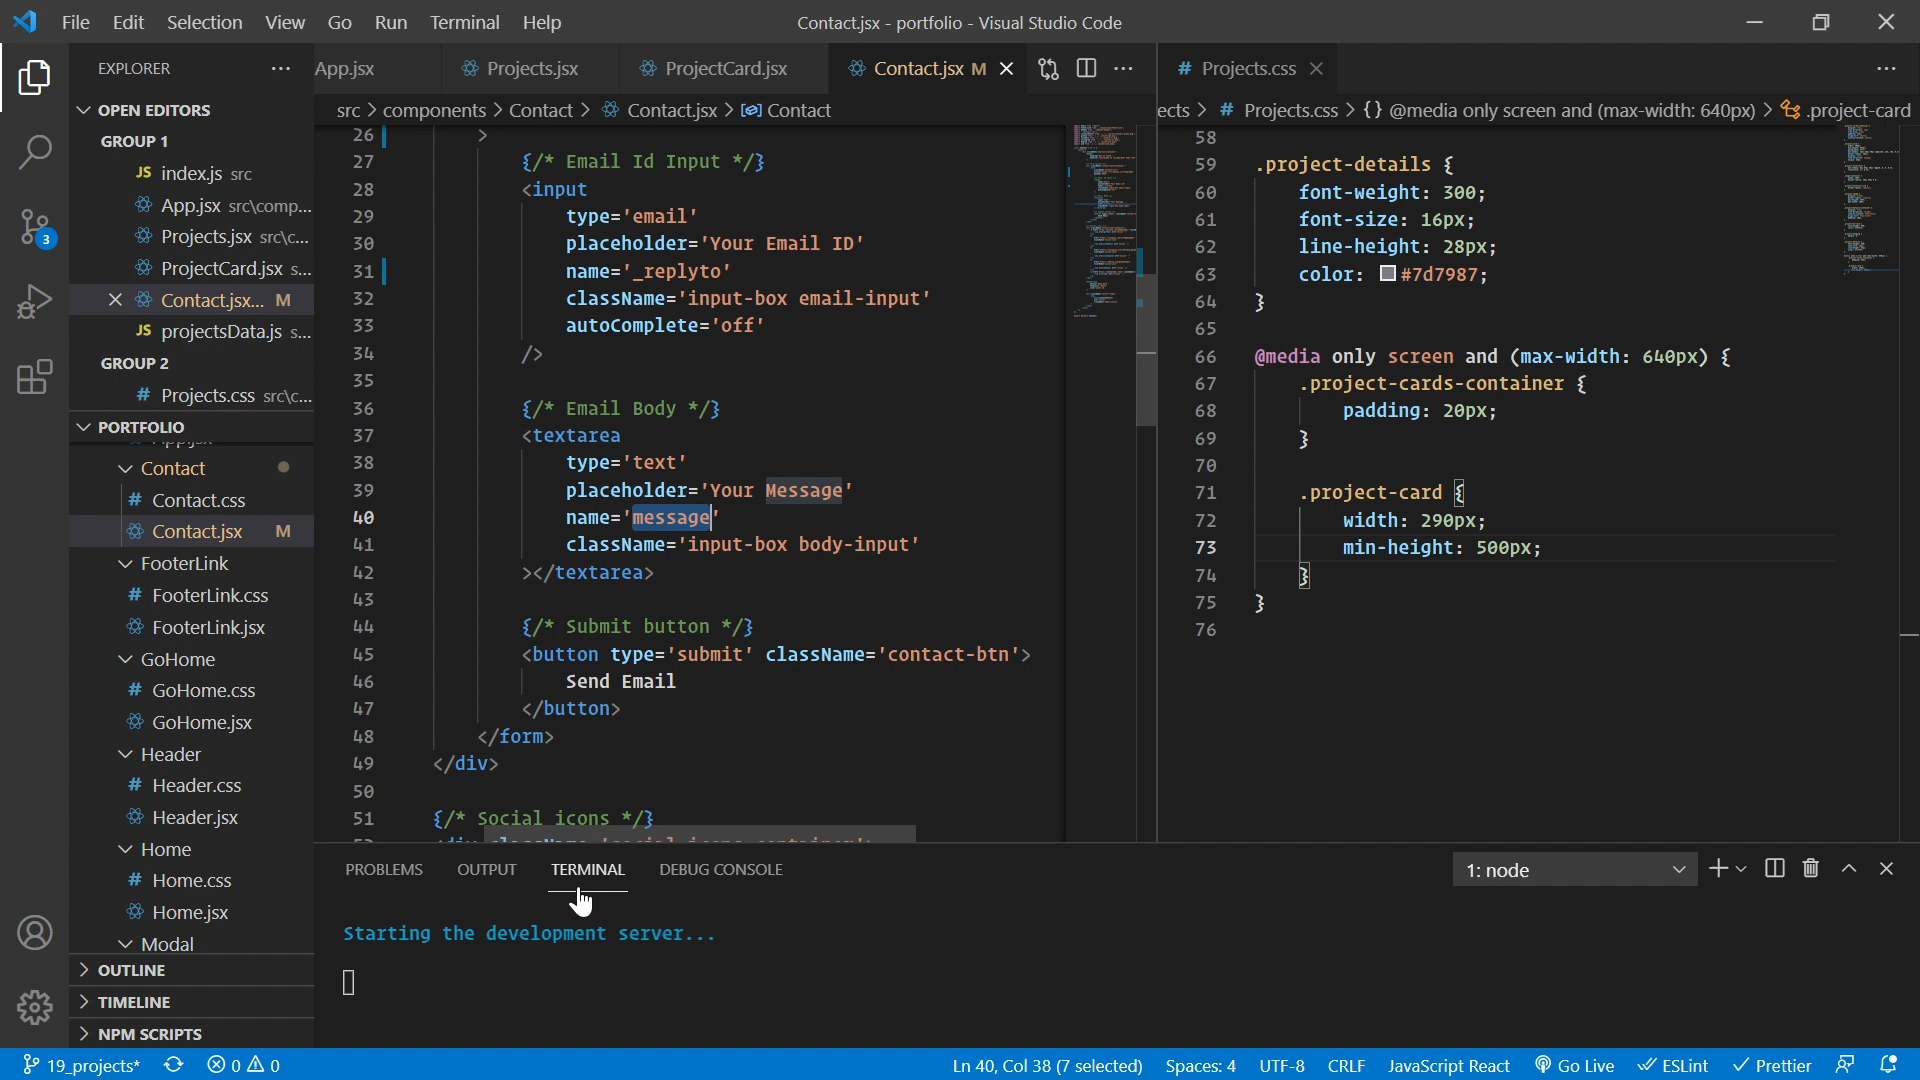 File Edit Selection View Go Run Terminal Help
Contact.jsx - portfolio - Visual Studio Code
EXPLORER
OPEN EDITORS
GROUP 1
JS index.js src
App.jsx src\comp...
Projects.jsx src\c...
ProjectCard.jsx s...
Contact.jsx... M
JS projectsData.js s...
GROUP 2
# Projects.css src\c...
PORTFOLIO
App.jsx
Contact
# Contact.css
Contact.jsx M
FooterLink
# FooterLink.css
FooterLink.jsx
GoHome
# GoHome.css
GoHome.jsx
Header
# Header.css
Header.jsx
Home
# Home.css
Home.jsx
Modal
OUTLINE
TIMELINE
NPM SCRIPTS
App.jsx Projects.jsx ProjectCard.jsx Contact.jsx M
src > components > Contact > Contact.jsx > Contact
26 >
27 {/* Email Id Input */}
28 <input
29 type='email'
30 placeholder='Your Email ID'
31 name='_replyto'
32 className='input-box email-input'
33 autoComplete='off'
34 />
35
36 {/* Email Body */}
37 <textarea
38 type='text'
39 placeholder='Your Message'
40 name='message'
41 className='input-box body-input'
42 ></textarea>
43
44 {/* Submit button */}
45 <button type='submit' className='contact-btn'>
46 Send Email
47 </button>
48 </form>
49 </div>
50
51 {/* Social icons */}
# Projects.css
ects > # Projects.css > {} @media only screen and (max-width: 640px) > .project-card
58
59 .project-details {
60 font-weight: 300;
61 font-size: 16px;
62 line-height: 28px;
63 color: #7d7987;
64 }
65
66 @media only screen and (max-width: 640px) {
67 .project-cards-container {
68 padding: 20px;
69 }
70
71 .project-card {
72 width: 290px;
73 min-height: 500px;
74 }
75 }
76
PROBLEMS OUTPUT TERMINAL DEBUG CONSOLE
1: node
Starting the development server...
19_projects* 0 0 Ln 40, Col 38 (7 selected) Spaces: 4 UTF-8 CRLF JavaScript React Go Live ESLint Prettier
3